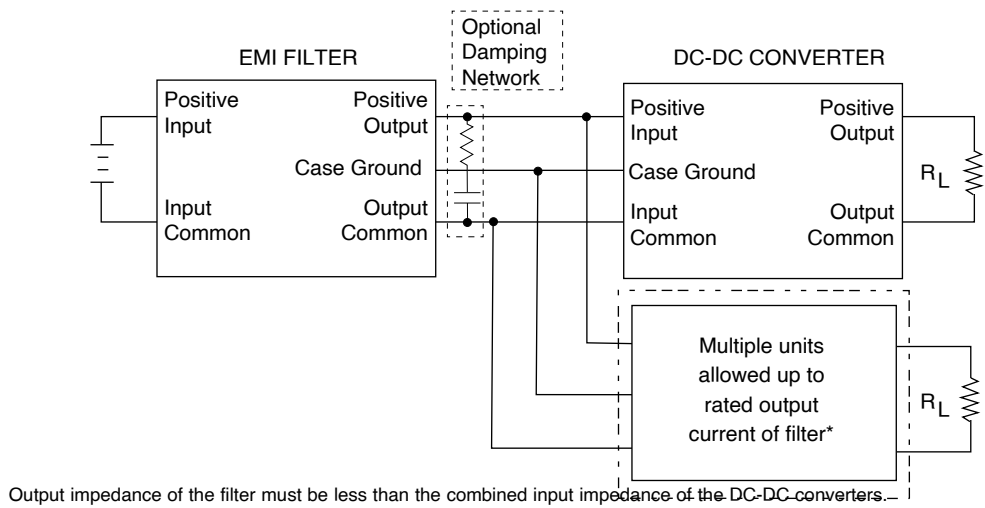 Optional
Damping
Network
EMI FILTER
DC-DC CONVERTER
Positive
Input
Positive
Output
Case Ground
Input
Common
Output
Common
Positive
Input
Positive
Output
Case Ground
Input
Common
Output
Common
RL
Multiple units
allowed up to
rated output
current of filter*
RL
Output impedance of the filter must be less than the combined input impedance of the DC-DC converters.